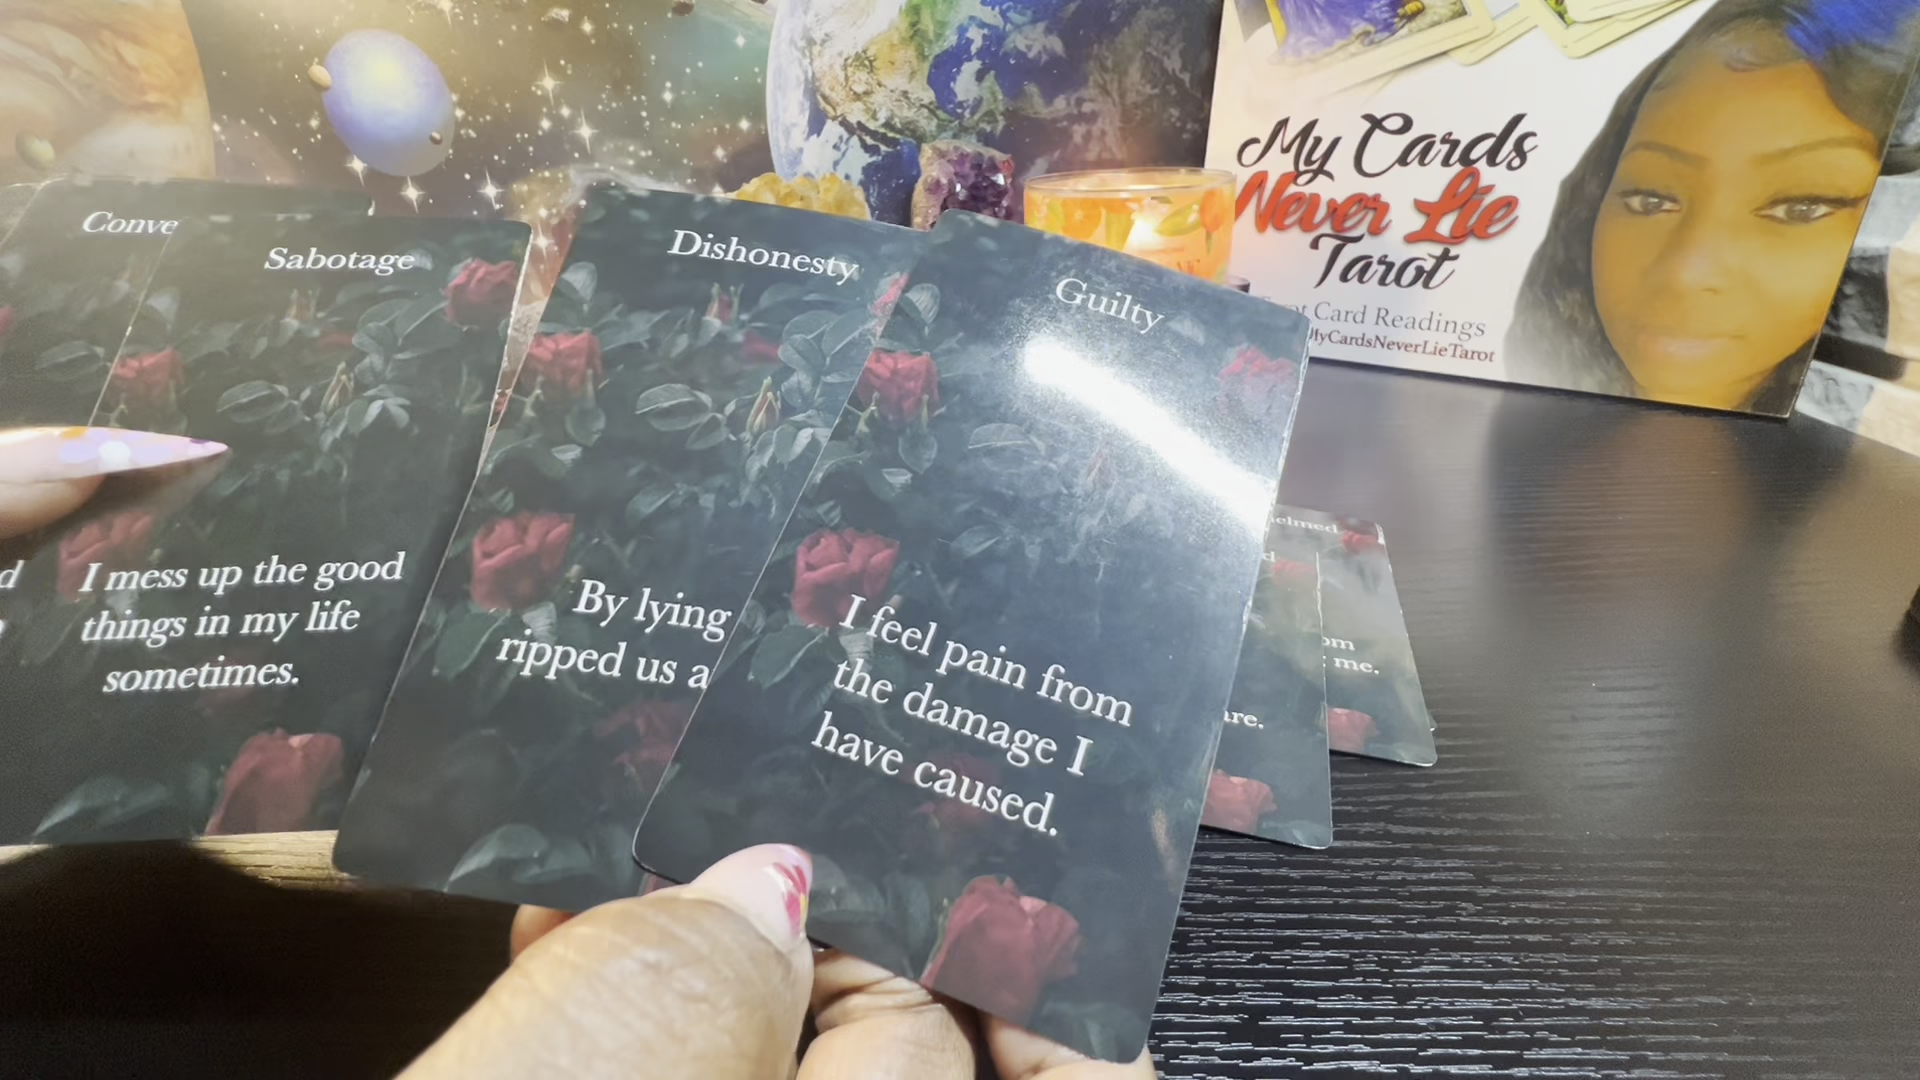 Conve
Sabotage
I mess up the good
things in my life
sometimes.
Dishonesty
By lying
ripped us a
Guilty
I feel pain from
the damage I
have caused.
My Cards
Never Lie
Tarot
Card Readings
MyCardsNeverLieTarot
me.